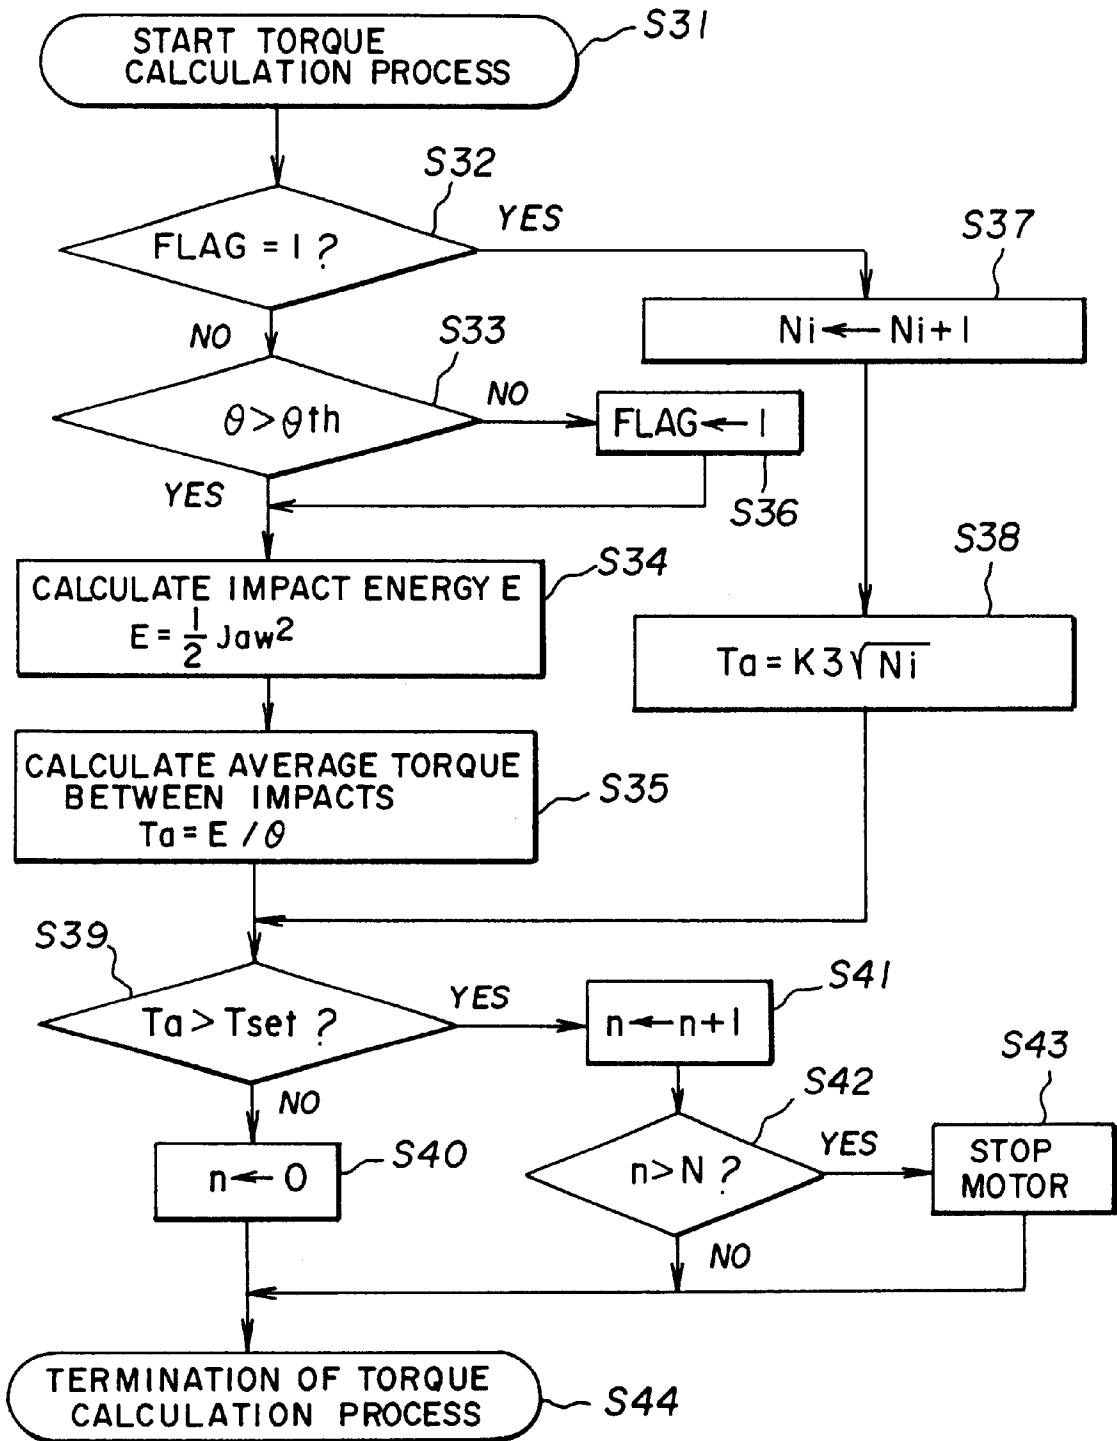 START TORQUE
CALCULATION PROCESS
S31
S32
FLAG = 1 ?
YES
S37
Ni ← Ni + 1
NO
S33
θ > θth
NO
FLAG ← 1
YES
S36
S34
CALCULATE IMPACT ENERGY E
E = 1/2 Jaw²
S38
Ta = K3√Ni
CALCULATE AVERAGE TORQUE
BETWEEN IMPACTS
Ta = E / θ
S35
S39
Ta > Tset ?
YES
S41
n ← n + 1
NO
S42
S43
n ← 0
S40
n > N ?
YES
STOP
MOTOR
NO
TERMINATION OF TORQUE
CALCULATION PROCESS
S44